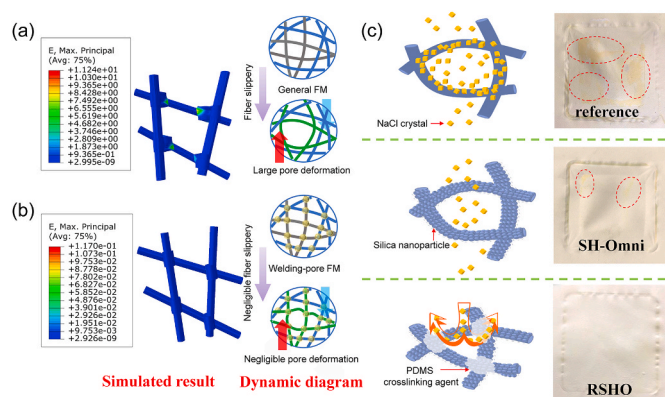 (a)
E, Max. Principal
(Avg: 75%)
1.124e+01
1.030e+01
9.365e+00
8.428e+00
7.492e+00
6.555e+00
5.619e+00
4.682e+00
3.746e+00
2.809e+00
1.873e+00
9.365e-01
2.995e-09
Fiber slippery
General FM
Large pore deformation
(b)
E, Max. Principal
(Avg: 75%)
1.170e-01
1.073e-01
9.753e-02
8.778e-02
7.802e-02
6.827e-02
5.852e-02
4.876e-02
3.901e-02
2.926e-02
1.951e-02
9.753e-03
2.926e-09
Negligible fiber slippery
Welding-pore FM
Negligible pore deformation
Simulated result
Dynamic diagram
(c)
NaCl crystal
reference
Silica nanoparticle
SH-Omni
PDMS
crosslinking agent
RSHO